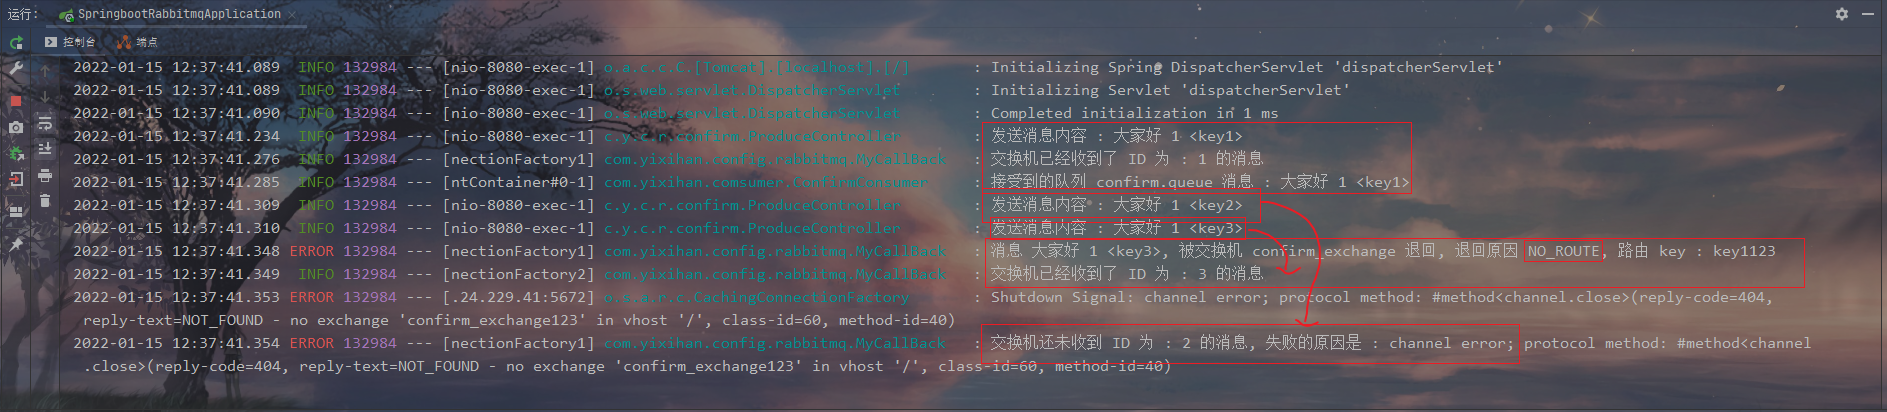 运行: SpringbootRabbitmqApplication ×
控制台 端点
2022-01-15 12:37:41.089 INFO 132984 --- [nio-8080-exec-1] o.a.c.c.C.[Tomcat].[localhost].[/] : Initializing Spring DispatcherServlet 'dispatcherServlet'
2022-01-15 12:37:41.089 INFO 132984 --- [nio-8080-exec-1] o.s.web.servlet.DispatcherServlet : Initializing Servlet 'dispatcherServlet'
2022-01-15 12:37:41.090 INFO 132984 --- [nio-8080-exec-1] o.s.web.servlet.DispatcherServlet : Completed initialization in 1 ms
2022-01-15 12:37:41.234 INFO 132984 --- [nio-8080-exec-1] c.y.c.r.confirm.ProduceController : 发送消息内容 : 大家好 1 <key1>
2022-01-15 12:37:41.276 INFO 132984 --- [nectionFactory1] com.yixihan.config.rabbitmq.MyCallBack : 交换机已经收到了 ID 为 : 1 的消息
2022-01-15 12:37:41.285 INFO 132984 --- [ntContainer#0-1] com.yixihan.comsumer.ConfirmConsumer : 接受到的队列 confirm.queue 消息 : 大家好 1 <key1>
2022-01-15 12:37:41.309 INFO 132984 --- [nio-8080-exec-1] c.y.c.r.confirm.ProduceController : 发送消息内容 : 大家好 1 <key2>
2022-01-15 12:37:41.310 INFO 132984 --- [nio-8080-exec-1] c.y.c.r.confirm.ProduceController : 发送消息内容 : 大家好 1 <key3>
2022-01-15 12:37:41.348 ERROR 132984 --- [nectionFactory1] com.yixihan.config.rabbitmq.MyCallBack : 消息 大家好 1 <key3>, 被交换机 confirm_exchange 退回, 退回原因 NO_ROUTE, 路由 key : key1123
2022-01-15 12:37:41.349 INFO 132984 --- [nectionFactory2] com.yixihan.config.rabbitmq.MyCallBack : 交换机已经收到了 ID 为 : 3 的消息
2022-01-15 12:37:41.353 ERROR 132984 --- [.24.229.41:5672] o.s.a.r.c.CachingConnectionFactory : Shutdown Signal: channel error; protocol method: #method<channel.close>(reply-code=404,
reply-text=NOT_FOUND - no exchange 'confirm_exchange123' in vhost '/', class-id=60, method-id=40)
2022-01-15 12:37:41.354 ERROR 132984 --- [nectionFactory1] com.yixihan.config.rabbitmq.MyCallBack : 交换机还未收到 ID 为 : 2 的消息, 失败的原因是 : channel error; protocol method: #method<channel
.close>(reply-code=404, reply-text=NOT_FOUND - no exchange 'confirm_exchange123' in vhost '/', class-id=60, method-id=40)